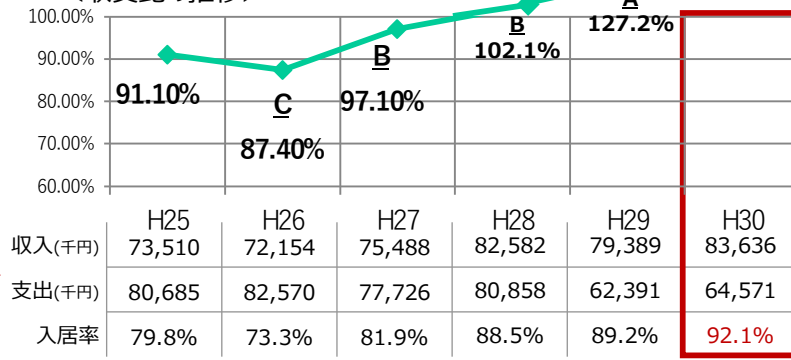 100.00%
90.00%
80.00%
70.00%
60.00%
91.10%
C
87.40%
B
97.10%
B
102.1%
127.2%
H25 H26 H27 H28 H29 H30
収入(千円) 73,510 72,154 75,488 82,582 79,389 83,636
支出(千円) 80,685 82,570 77,726 80,858 62,391 64,571
入居率 79.8% 73.3% 81.9% 88.5% 89.2% 92.1%